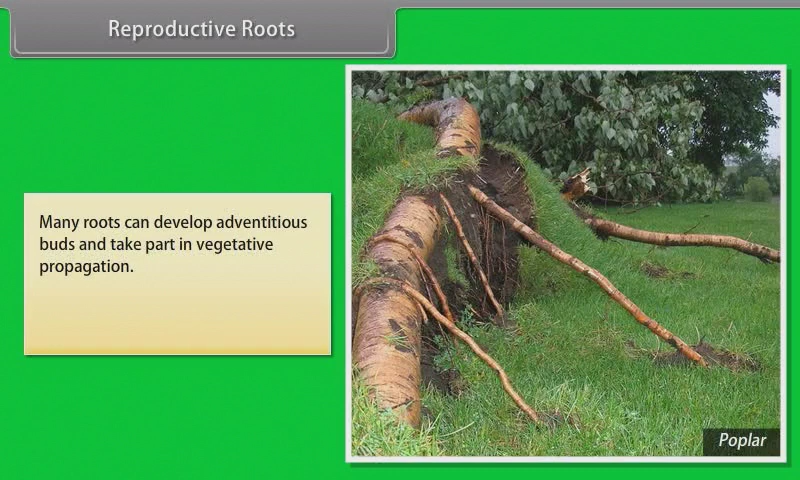 Reproductive Roots
Many roots can develop adventitious
buds and take part in vegetative
propagation.
Poplar